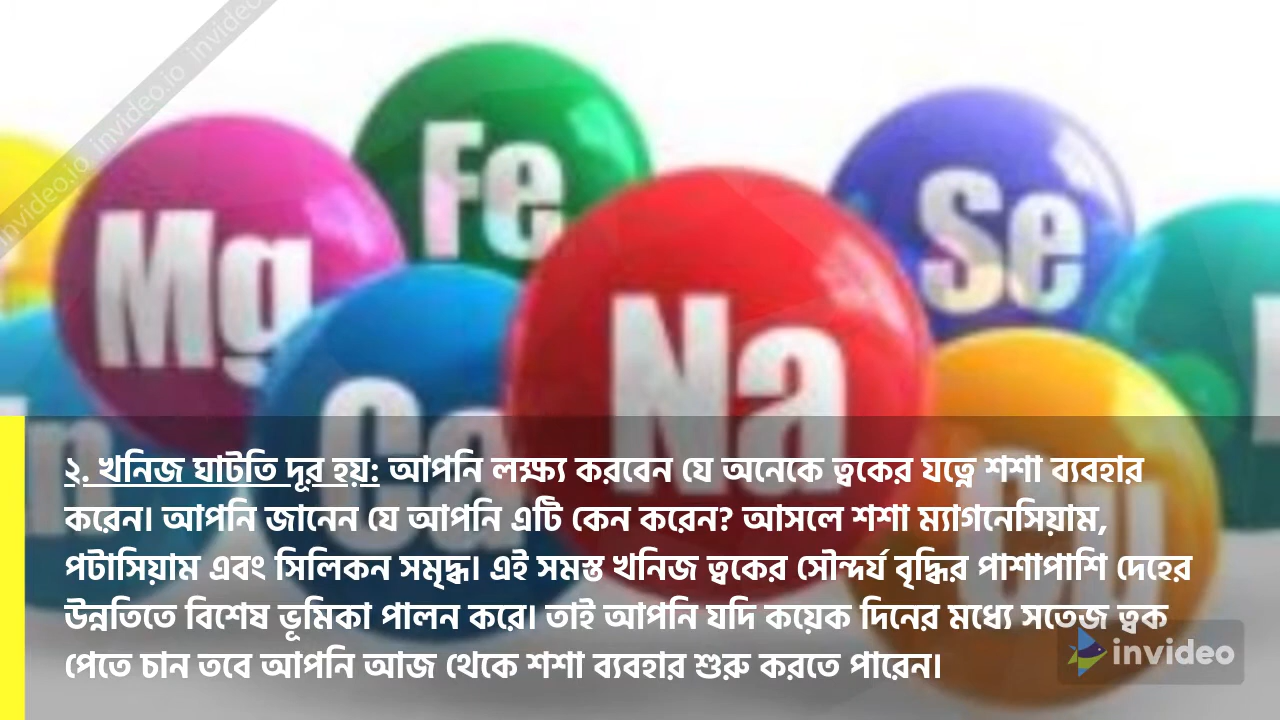 invideo.io invideo.io invideo
Fe
Se
Mg
Na
Ca
n
Cu
২. খনিজ ঘাটতি দূর হয়: আপনি লক্ষ্য করবেন যে অনেকে ত্বকের যত্নে শশা ব্যবহার
করেন। আপনি জানেন যে আপনি এটি কেন করেন? আসলে শশা ম্যাগনেসিয়াম,
পটাসিয়াম এবং সিলিকন সমৃদ্ধ। এই সমস্ত খনিজ ত্বকের সৌন্দর্য বৃদ্ধির পাশাপাশি দেহের
উন্নতিতে বিশেষ ভূমিকা পালন করে। তাই আপনি যদি কয়েক দিনের মধ্যে সতেজ ত্বক
পেতে চান তবে আপনি আজ থেকে শশা ব্যবহার শুরু করতে পারেন।
invideo